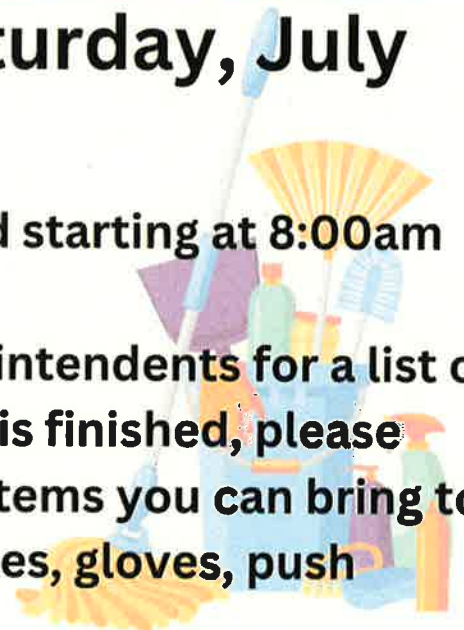 turday, July
d starting at 8:00am
intendents for a list o
is finished, please
tems you can bring to
es, gloves, push